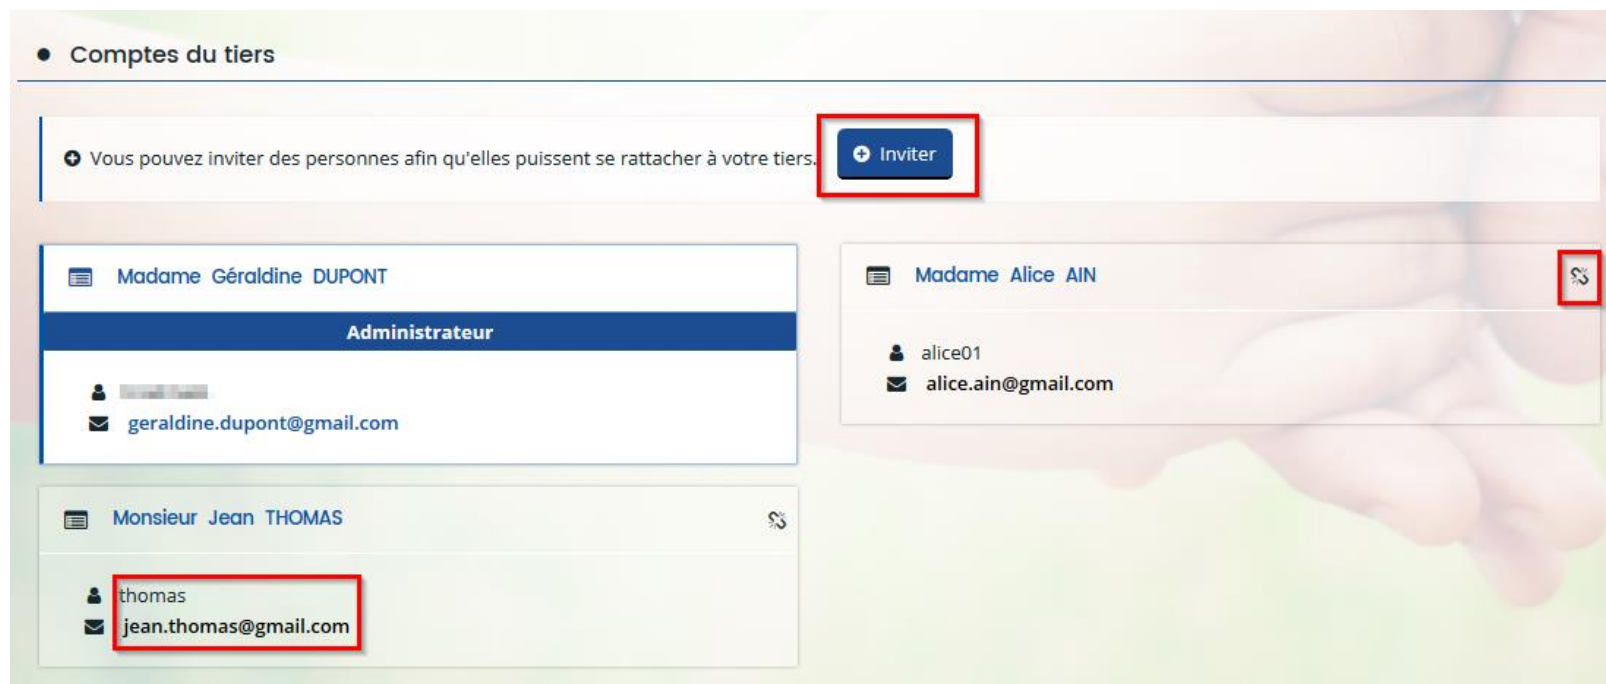 Comptes du tiers
Vous pouvez inviter des personnes afin qu'elles puissent se rattacher à votre tiers.
Inviter
Madame Géraldine DUPONT
Administrateur
geraldine.dupont@gmail.com
Madame Alice AIN
alice01
alice.ain@gmail.com
Monsieur Jean THOMAS
thomas
jean.thomas@gmail.com